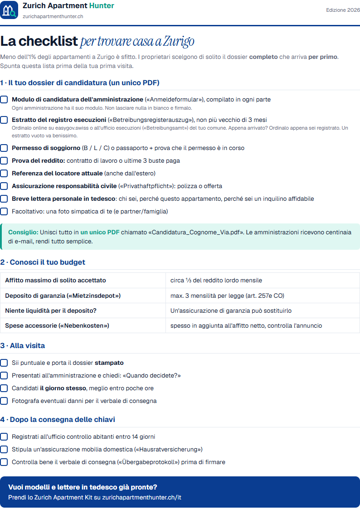 Zurich Apartment Hunter
zurichapartmenthunter.ch
Edizione 2026
La checklist per trovare casa a Zurigo
Meno dell'1% degli appartamenti a Zurigo è sfitto. I proprietari scelgono di solito il dossier completo che arriva per primo.
Spunta questa lista prima della tua prima visita.
1 · Il tuo dossier di candidatura (un unico PDF)
Modulo di candidatura dell'amministrazione («Anmeldeformular»), compilato in ogni parte
Ogni amministrazione ha il suo modulo. Non lasciare nulla in bianco e firmalo.
Estratto del registro esecuzioni («Betreibungsregisterauszug»), non più vecchio di 3 mesi
Ordinalo online su easygov.swiss o all'ufficio esecuzioni («Betreibungsamt») del tuo comune. Appena arrivato? Ordinalo appena sei registrato. Un
estratto vuoto va benissimo.
Permesso di soggiorno (B / L / C) o passaporto + prova che il permesso è in corso
Prova del reddito: contratto di lavoro o ultime 3 buste paga
Referenza del locatore attuale (anche dall'estero)
Assicurazione responsabilità civile («Privathaftpflicht»): polizza o offerta
Breve lettera personale in tedesco: chi sei, perché questo appartamento, perché sei un inquilino affidabile
Facoltativo: una foto simpatica di te (e partner/famiglia)
Consiglio: Unisci tutto in un unico PDF chiamato «Candidatura_Cognome_Via.pdf». Le amministrazioni ricevono centinaia
di e-mail, rendi tutto semplice.
2 · Conosci il tuo budget
Affitto massimo di solito accettato circa ⅓ del reddito lordo mensile
Deposito di garanzia («Mietzinsdepot») max. 3 mensilità per legge (art. 257e CO)
Niente liquidità per il deposito? Un'assicurazione di garanzia può sostituirlo
Spese accessorie («Nebenkosten») spesso in aggiunta all'affitto netto, controlla l'annuncio
3 · Alla visita
Sii puntuale e porta il dossier stampato
Presentati all'amministrazione e chiedi: «Quando decidete?»
Candidati il giorno stesso, meglio entro poche ore
Fotografa eventuali danni per il verbale di consegna
4 · Dopo la consegna delle chiavi
Registrati all'ufficio controllo abitanti entro 14 giorni
Stipula un'assicurazione mobilia domestica («Hausratversicherung»)
Controlla bene il verbale di consegna («Übergabeprotokoll») prima di firmare
Vuoi modelli e lettere in tedesco già pronte?
Prendi lo Zurich Apartment Kit su zurichapartmenthunter.ch/it